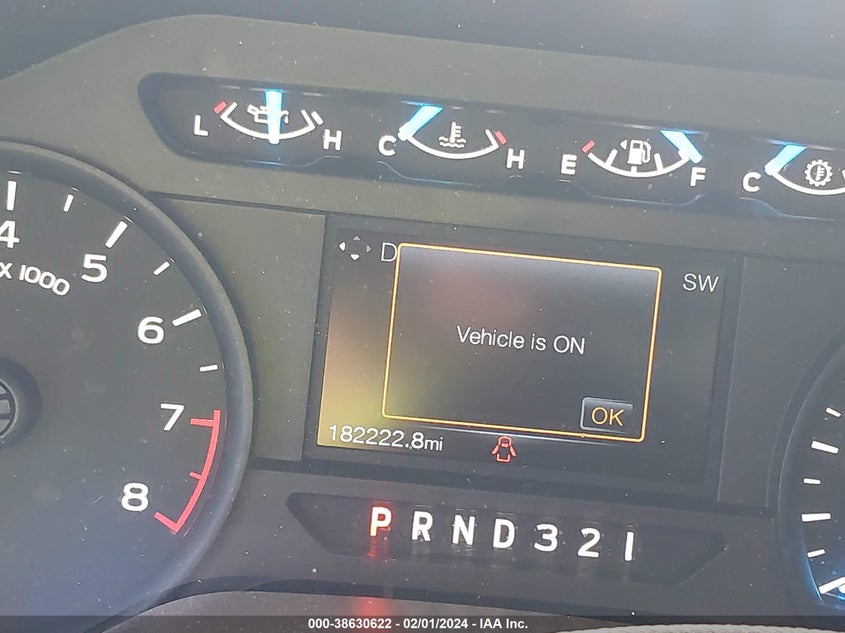 L H C H E F C
4
5
X 1000
6
7
8
D
SW
Vehicle is ON
OK
182222.8mi
P R N D 3 2 1
000-38630622 - 02/01/2024 - IAA Inc.